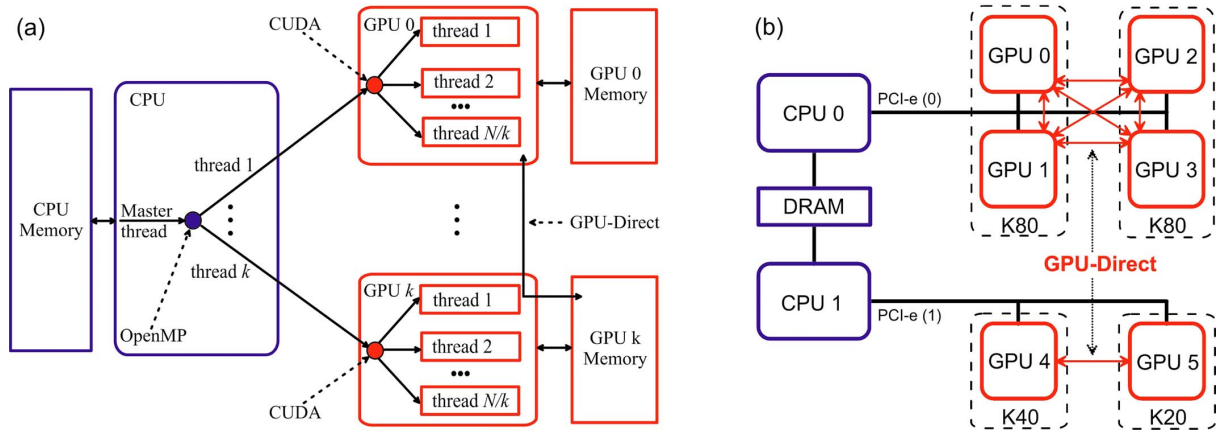 (a)
CUDA
CPU
CPU
Memory
Master
thread
OpenMP
thread 1
thread k
GPU 0
thread 1
thread 2
•••
thread N/k
GPU 0
Memory
GPU-Direct
GPU k
thread 1
thread 2
•••
thread N/k
GPU k
Memory
CUDA
(b)
CPU 0
PCI-e (0)
GPU 0
GPU 2
GPU 1
GPU 3
K80
K80
DRAM
GPU-Direct
CPU 1
PCI-e (1)
GPU 4
GPU 5
K40
K20